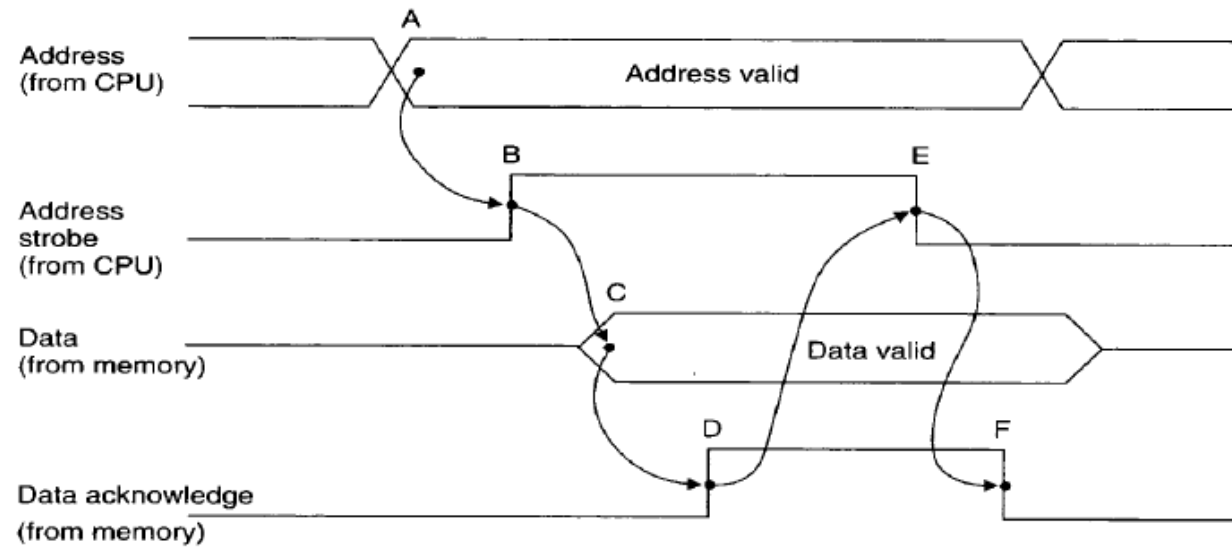 A
Address
(from CPU)
Address valid
B
E
Address
strobe
(from CPU)
C
Data
(from memory)
Data valid
D
F
Data acknowledge
(from memory)